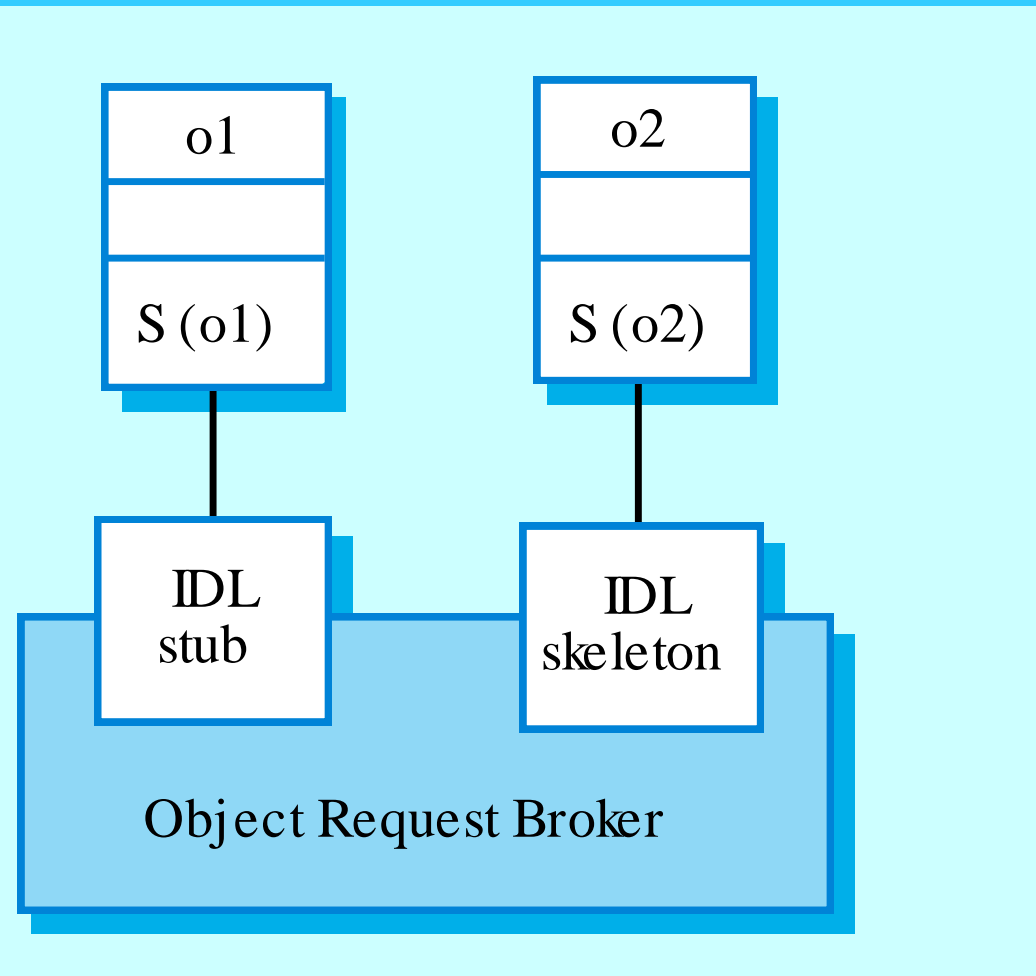 o1
o2
S (o1)
S (o2)
IDL
stub
IDL
skeleton
Object Request Broker